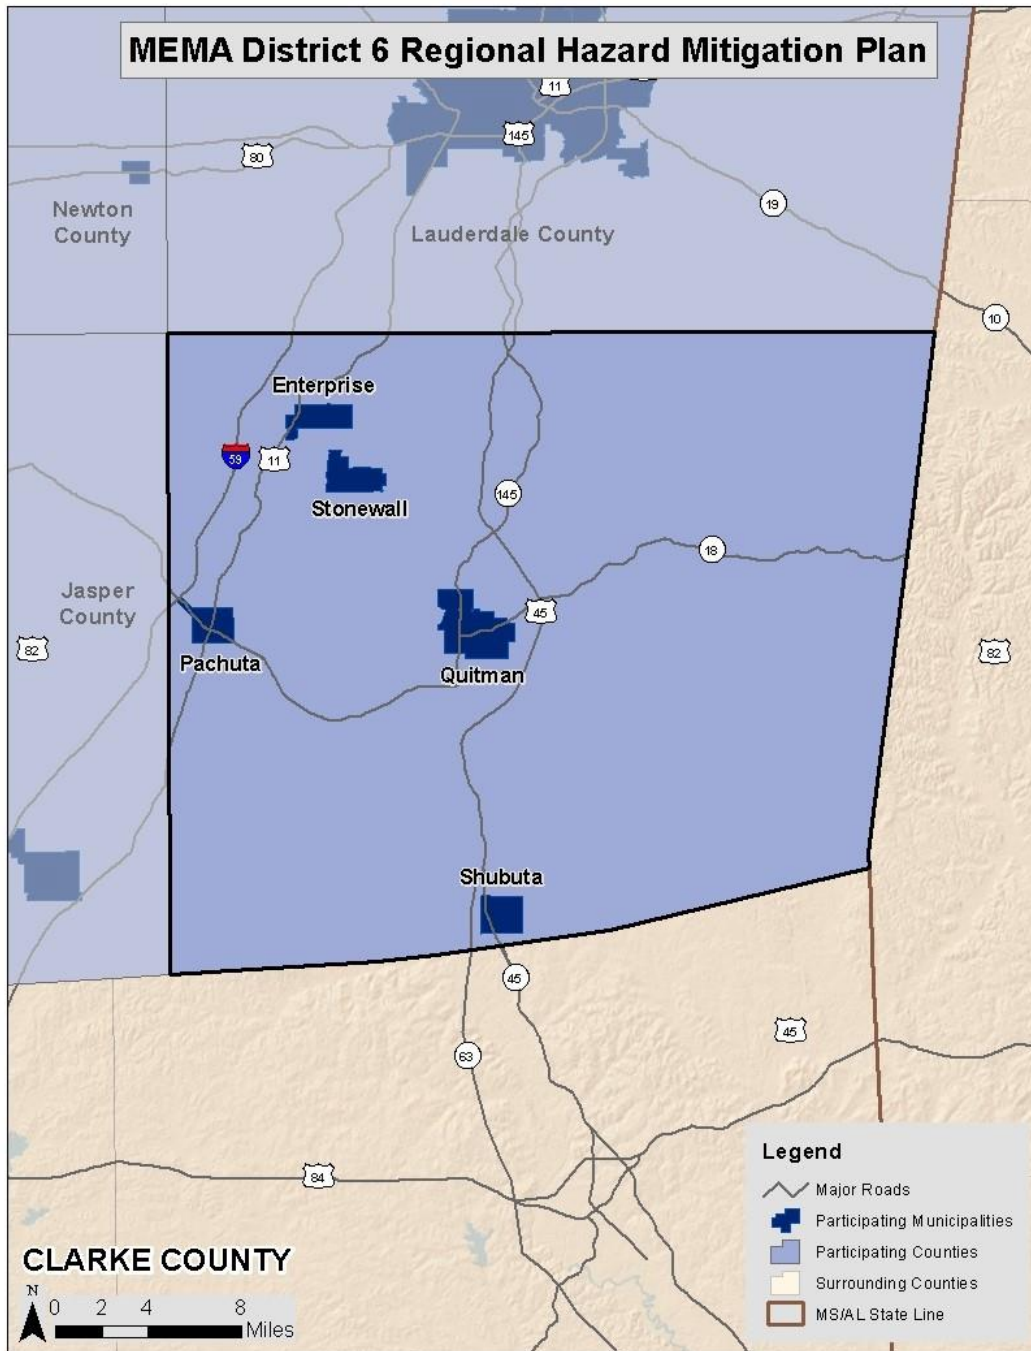 MEMA District 6 Regional Hazard Mitigation Plan
11
145
80
19
Newton
County
Lauderdale County
10
Enterprise
59
11
Stonewall
145
18
Jasper
County
45
82
Pachuta
Quitman
82
Shubuta
45
45
63
84
Legend
Major Roads
Participating Municipalities
Participating Counties
Surrounding Counties
MS/AL State Line
CLARKE COUNTY
N
0 2 4 8
Miles